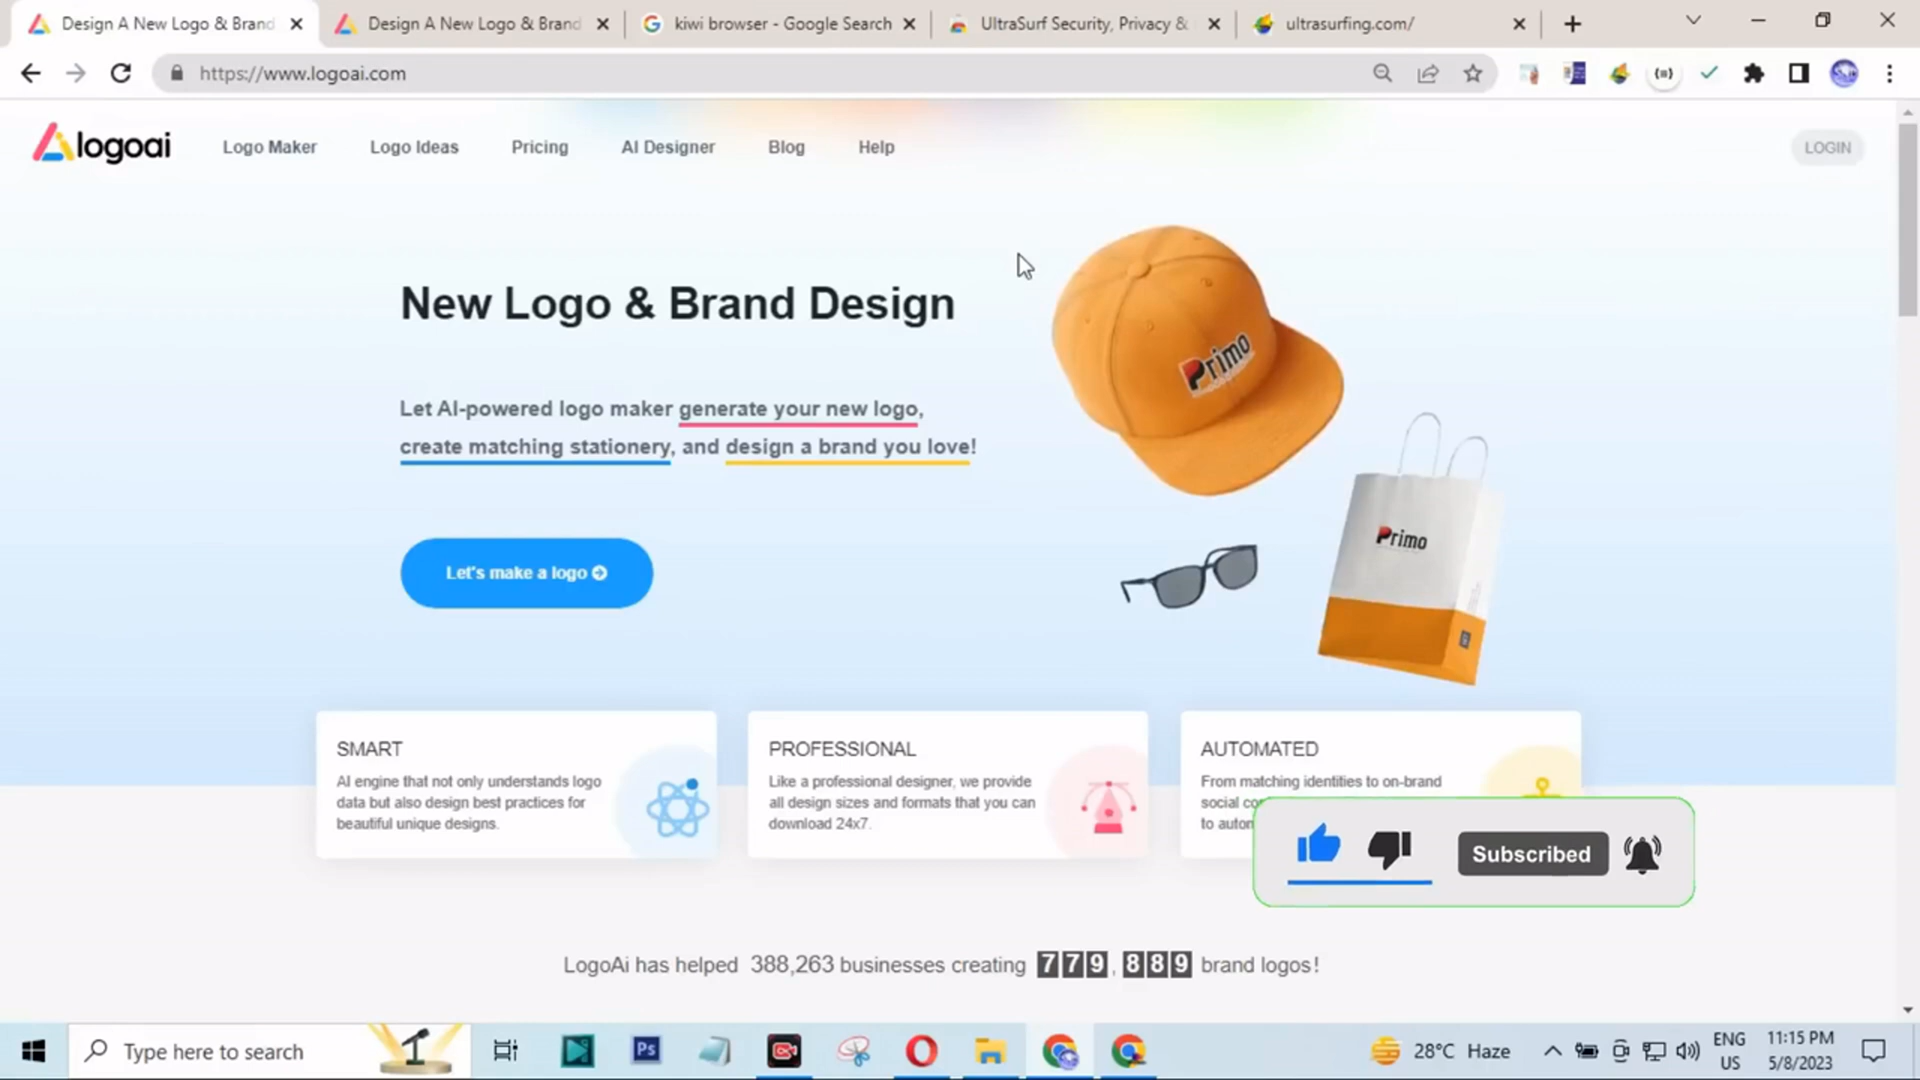 Design A New Logo & Brand
Design A New Logo & Brand
kiwi browser - Google Search
UltraSurf Security, Privacy &
ultrasurfing.com/
https://www.logoai.com
logoai
Logo Maker
Logo Ideas
Pricing
AI Designer
Blog
Help
LOGIN
New Logo & Brand Design
Let AI-powered logo maker generate your new logo,
create matching stationery, and design a brand you love!
Let's make a logo
Primo
Primo
SMART
AI engine that not only understands logo
data but also design best practices for
beautiful unique designs.
PROFESSIONAL
Like a professional designer, we provide
all design sizes and formats that you can
download 24x7.
AUTOMATED
From matching identities to on-brand
social
to
Subscribed
LogoAi has helped 388,263 businesses creating 779,889 brand logos!
Type here to search
Ps
28°C Haze
ENG
US
11:15 PM
5/8/2023